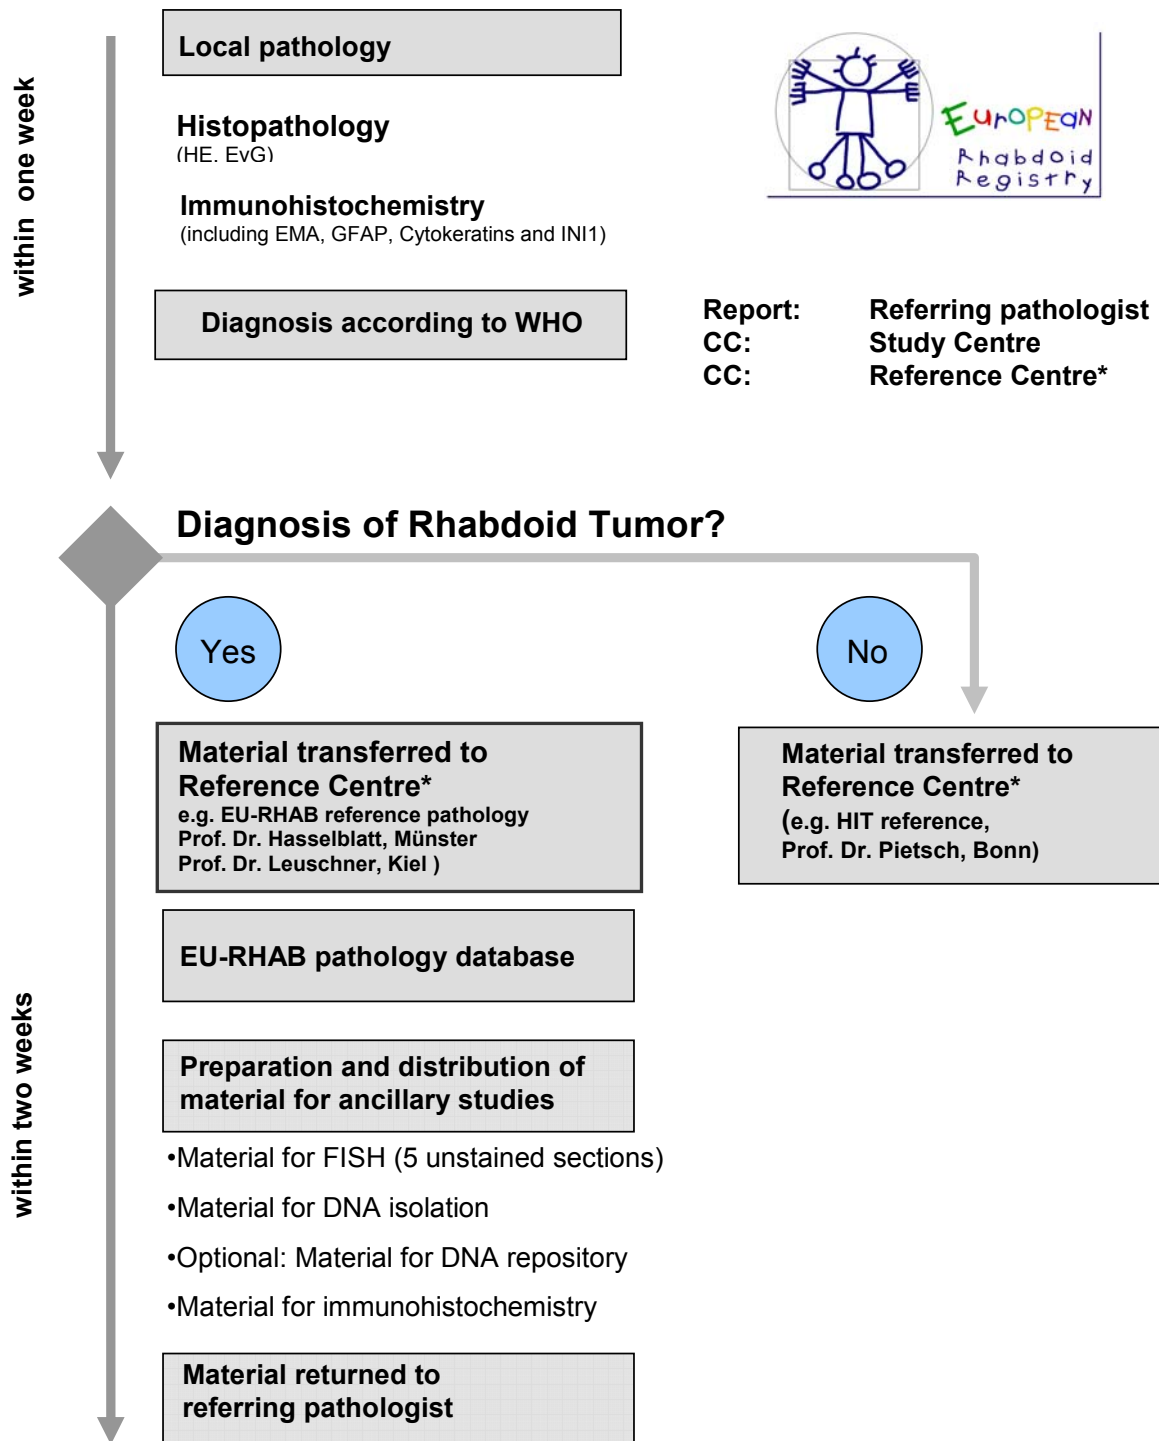 within one week
Local pathology
Histopathology
(HE, EvG)
Immunohistochemistry
(including EMA, GFAP, Cytokeratins and INI1)
Diagnosis according to WHO
EUROPEAN
Rhabdoid
Registry
Report: Referring pathologist
CC: Study Centre
CC: Reference Centre*
Diagnosis of Rhabdoid Tumor?
Yes
No
Material transferred to
Reference Centre*
e.g. EU-RHAB reference pathology
Prof. Dr. Hasselblatt, Münster
Prof. Dr. Leuschner, Kiel )
Material transferred to
Reference Centre*
(e.g. HIT reference,
Prof. Dr. Pietsch, Bonn)
within two weeks
EU-RHAB pathology database
Preparation and distribution of
material for ancillary studies
•Material for FISH (5 unstained sections)
•Material for DNA isolation
•Optional: Material for DNA repository
•Material for immunohistochemistry
Material returned to
referring pathologist